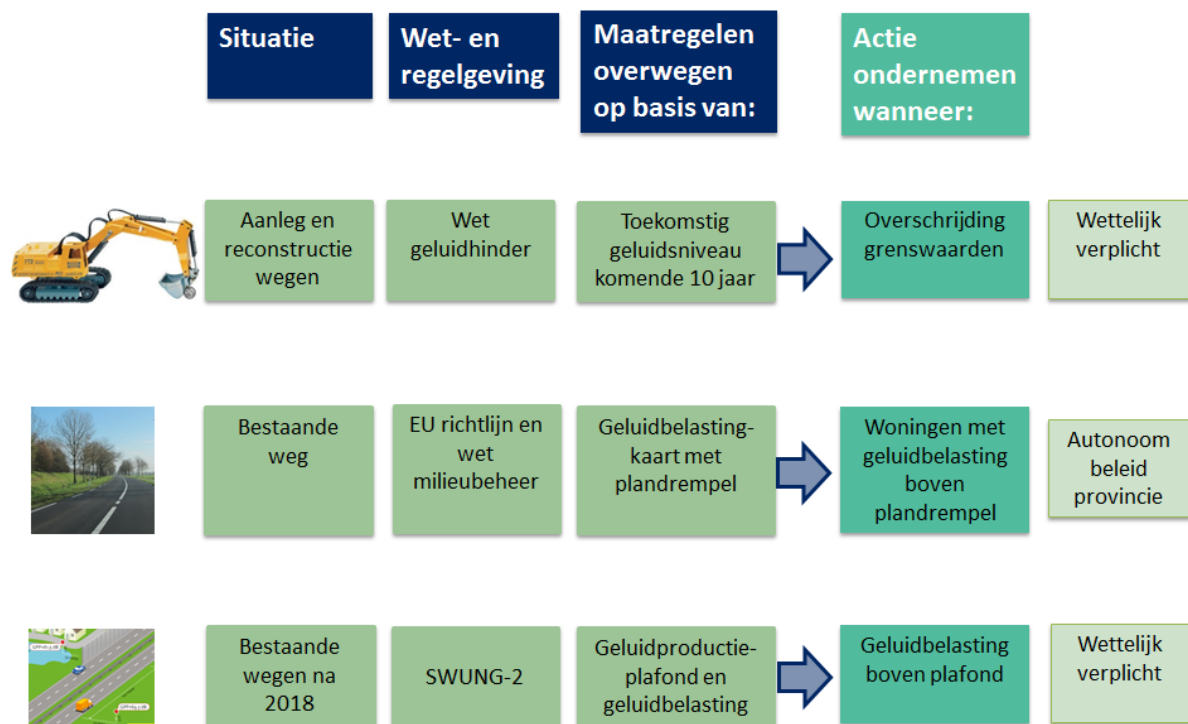 Situatie
Wet- en
regelgeving
Maatregelen
overwegen
op basis van:
Actie
ondernemen
wanneer:
Aanleg en
reconstructie
wegen
Wet
geluidhinder
Toekomstig
geluidsniveau
komende 10 jaar
Overschrijding
grenswaarden
Wettelijk
verplicht
Bestaande
weg
EU richtlijn en
wet
milieubeheer
Geluidbelasting-
kaart met
plandrempel
Woningen met
geluidbelasting
boven
plandrempel
Autonoom
beleid
provincie
Bestaande
wegen na
2018
SWUNG-2
Geluidproductie-
plafond en
geluidbelasting
Geluidbelasting
boven plafond
Wettelijk
verplicht